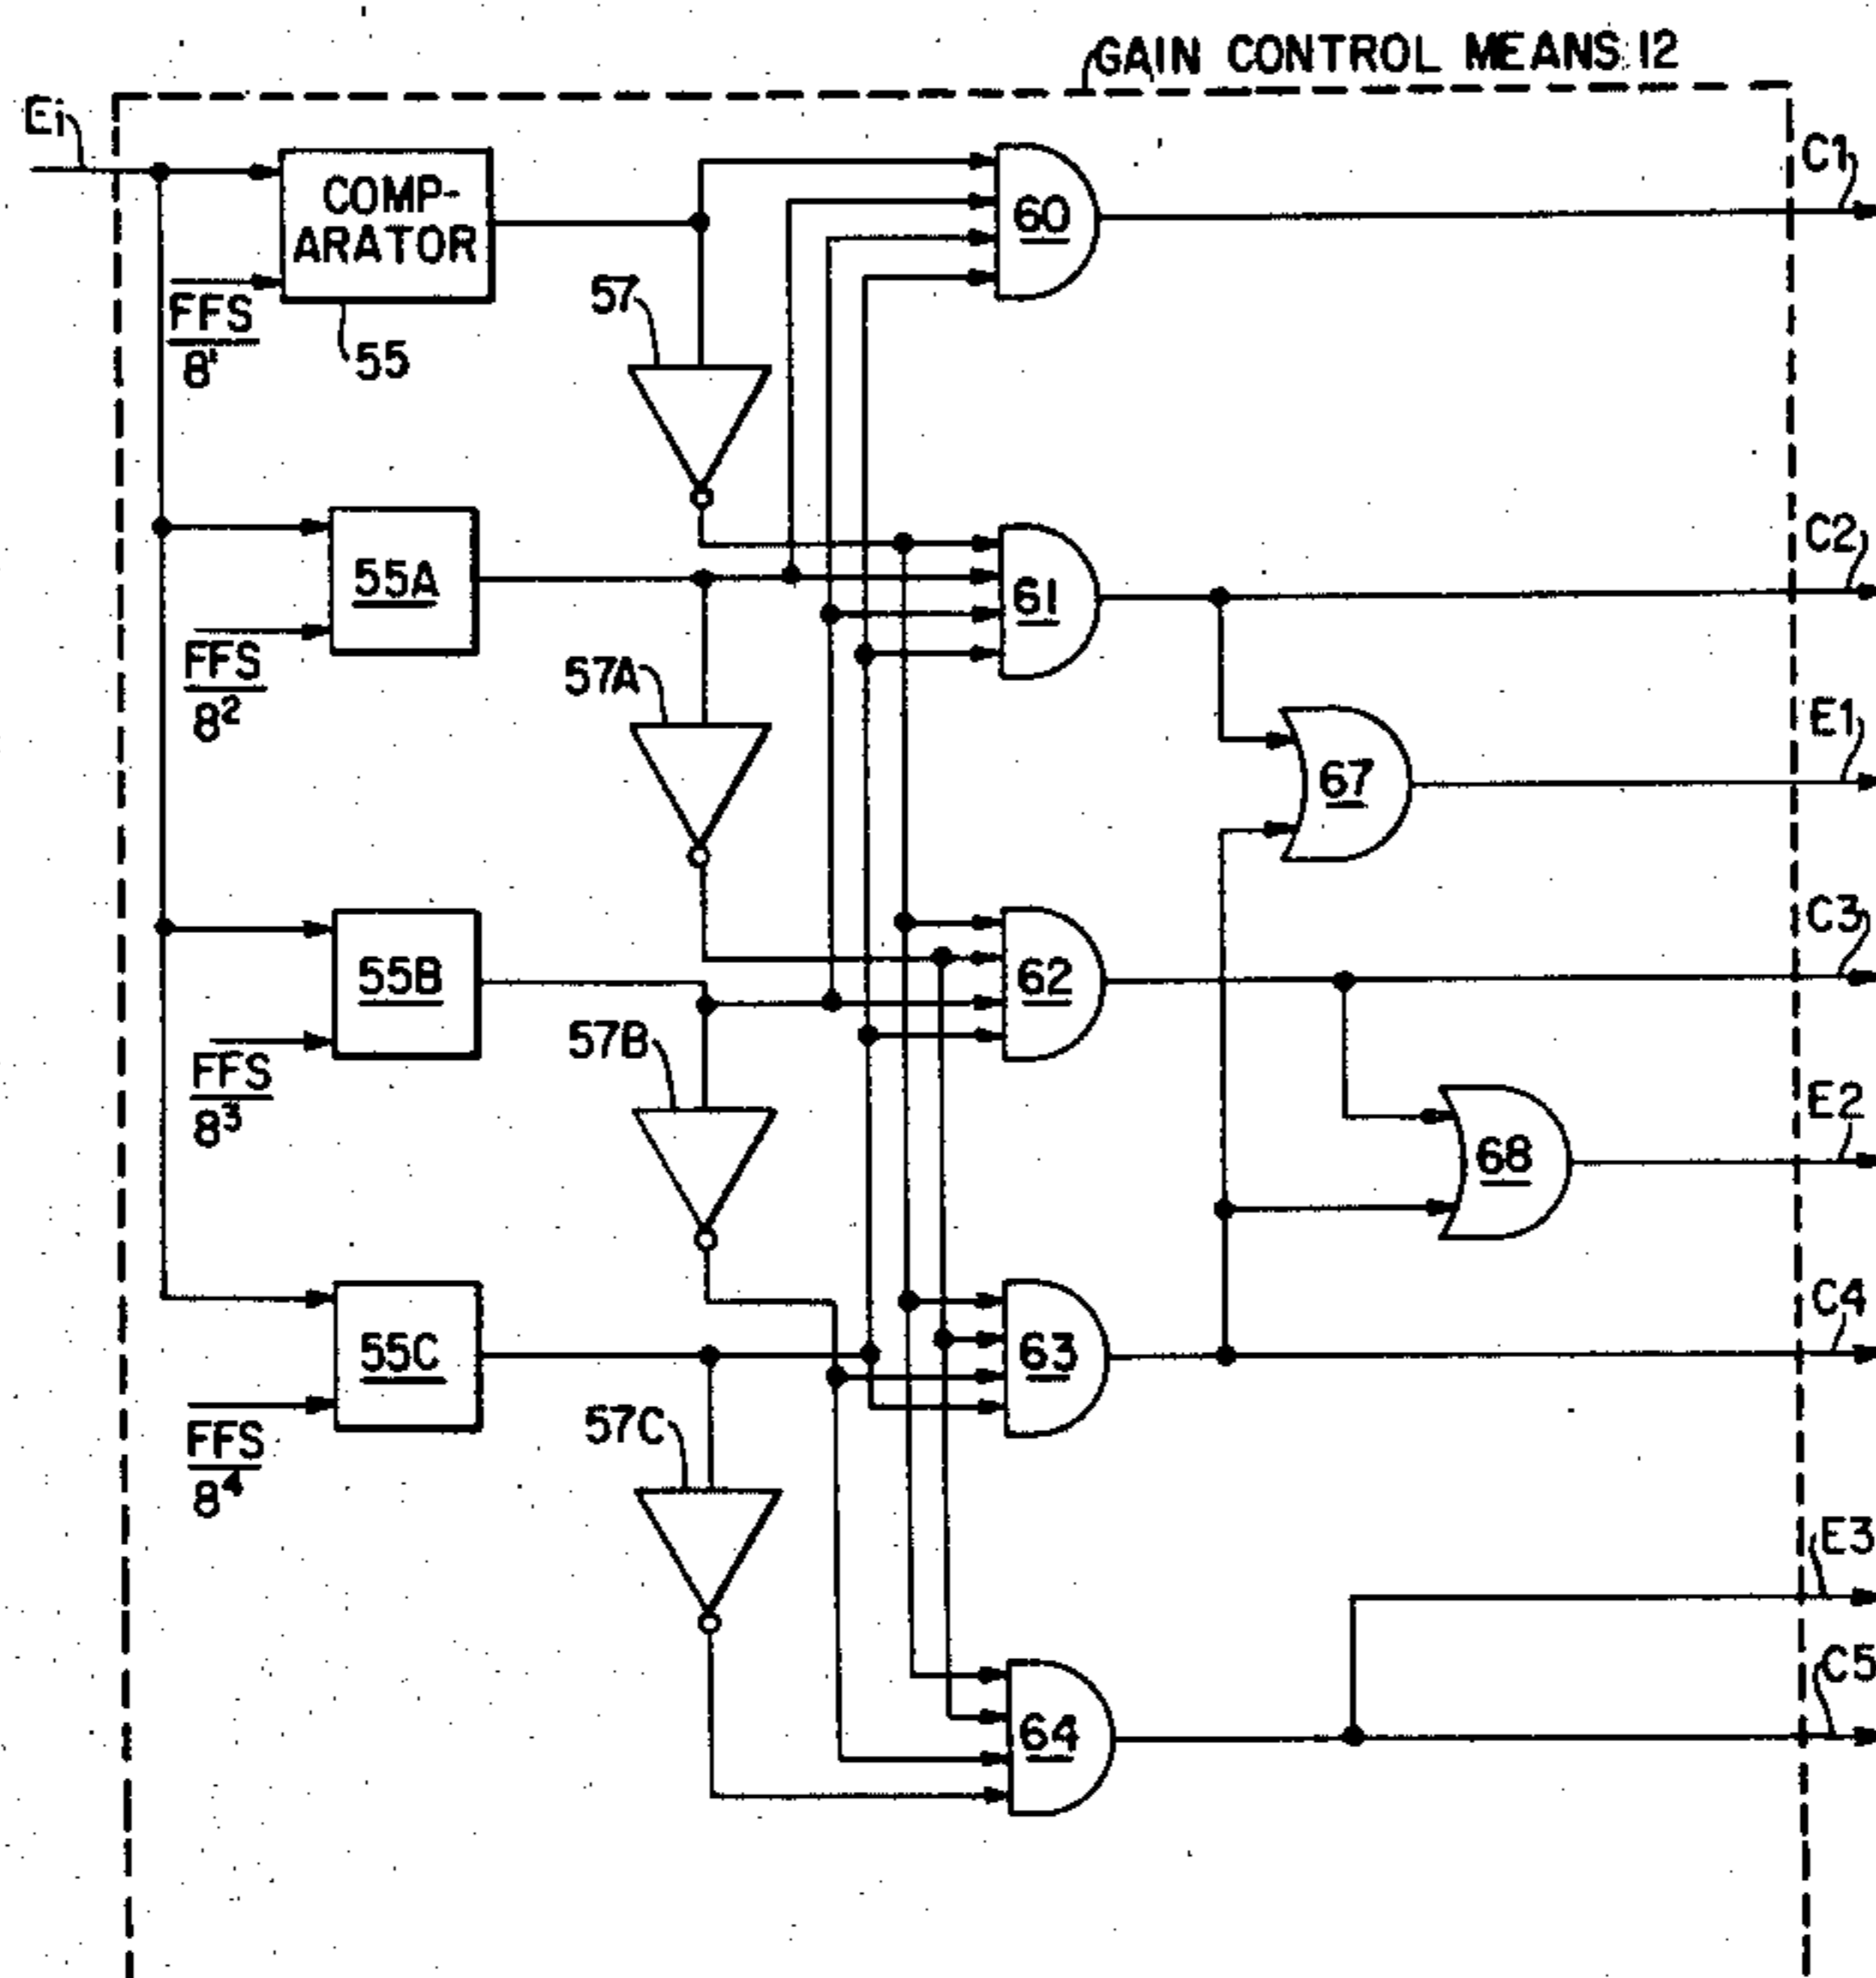 GAIN CONTROL MEANS 12
Ei
COMP-
ARATOR
FFS
8¹
55
57
60
C1
55A
FFS
8²
57A
61
C2
67
E1
55B
FFS
8³
57B
62
C3
68
E2
55C
FFS
8⁴
57C
63
C4
64
E3
C5